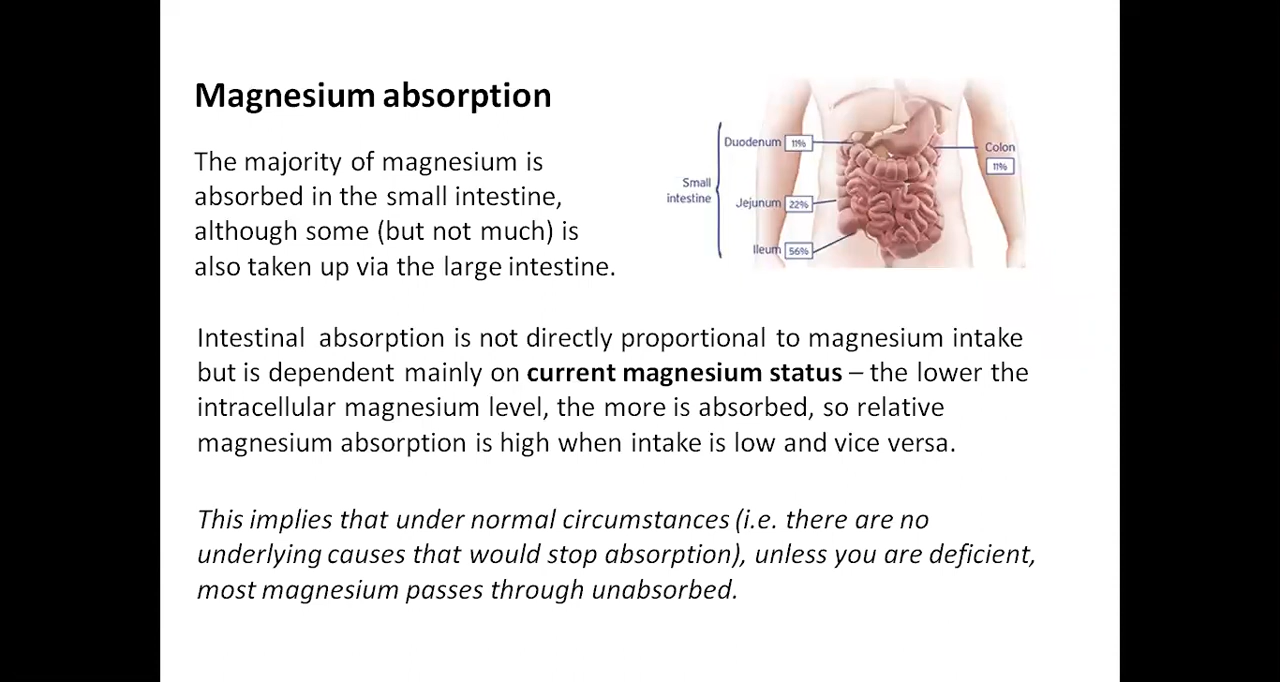 Magnesium absorption
The majority of magnesium is
absorbed in the small intestine,
although some (but not much) is
also taken up via the large intestine.
Small
intestine
Duodenum 11%
Jejunum 22%
Ileum 56%
Colon
11%
Intestinal absorption is not directly proportional to magnesium intake
but is dependent mainly on current magnesium status – the lower the
intracellular magnesium level, the more is absorbed, so relative
magnesium absorption is high when intake is low and vice versa.
This implies that under normal circumstances (i.e. there are no
underlying causes that would stop absorption), unless you are deficient,
most magnesium passes through unabsorbed.